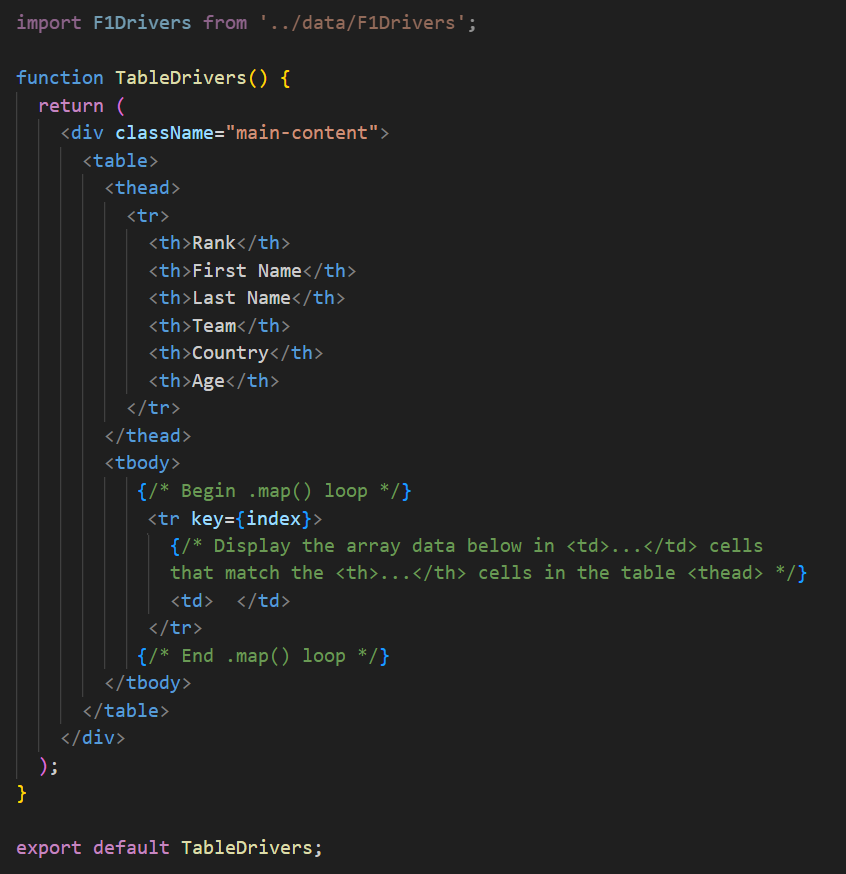 import F1Drivers from '../data/F1Drivers';
function TableDrivers() {
return (
<div className="main-content">
<table>
<thead>
<tr>
<th>Rank</th>
<th>First Name</th>
<th>Last Name</th>
<th>Team</th>
<th>Country</th>
<th>Age</th>
</tr>
</thead>
<tbody>
{/* Begin .map() loop */}
<tr key={index}>
{/* Display the array data below in <td>...</td> cells
that match the <th>...</th> cells in the table <thead> */}
<td>  </td>
</tr>
{/* End .map() loop */}
</tbody>
</table>
</div>
);
}
export default TableDrivers;